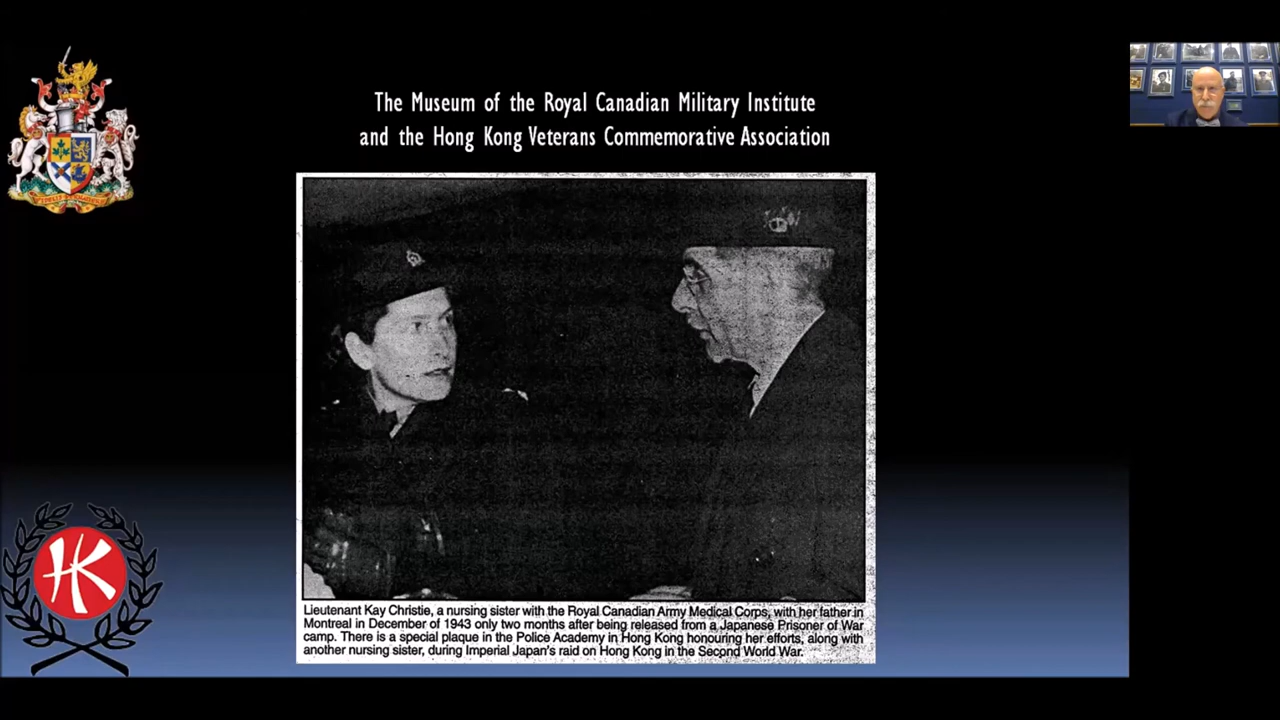 The Museum of the Royal Canadian Military Institute
and the Hong Kong Veterans Commemorative Association
Lieutenant Kay Christie, a nursing sister with the Royal Canadian Army Medical Corps, with her father in
Montreal in December of 1943 only two months after being released from a Japanese Prisoner of War
camp. There is a special plaque in the Police Academy in Hong Kong honouring her efforts, along with
another nursing sister, during Imperial Japan's raid on Hong Kong in the Second World War.
HK